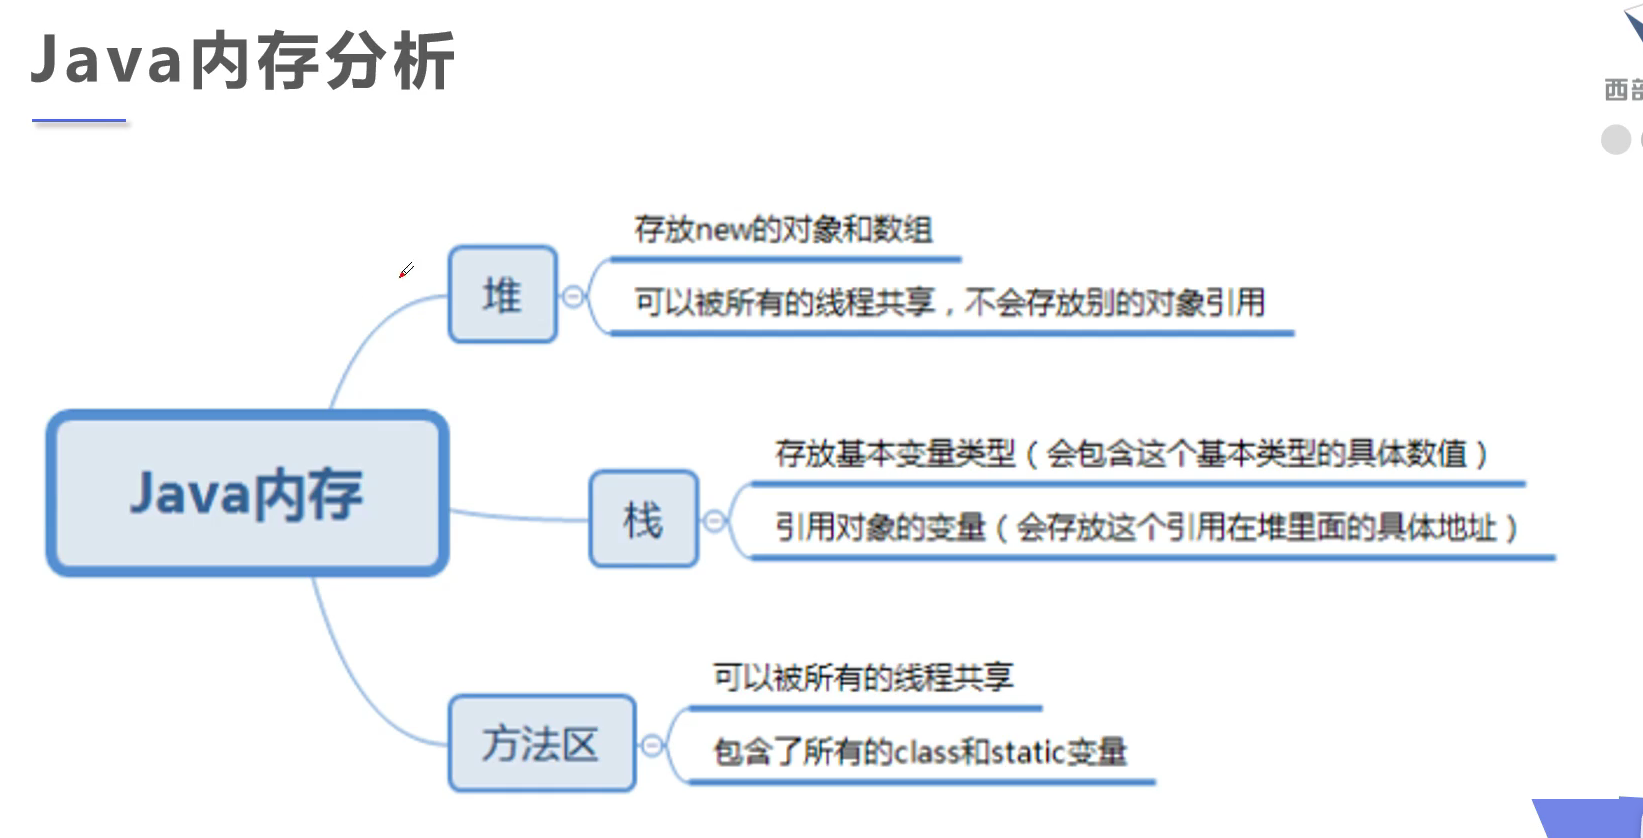 Java内存分析
西部
堆
存放new的对象和数组
可以被所有的线程共享，不会存放别的对象引用
Java内存
栈
存放基本变量类型（会包含这个基本类型的具体数值）
引用对象的变量（会存放这个引用在堆里面的具体地址）
方法区
可以被所有的线程共享
包含了所有的class和static变量